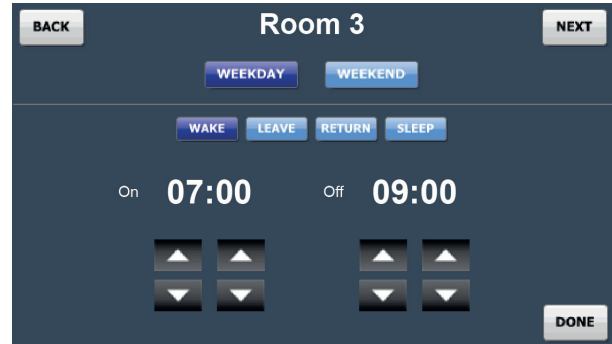 BACK Room 3 NEXT
WEEKDAY WEEKEND
WAKE LEAVE RETURN SLEEP
On 07:00 Off 09:00
DONE